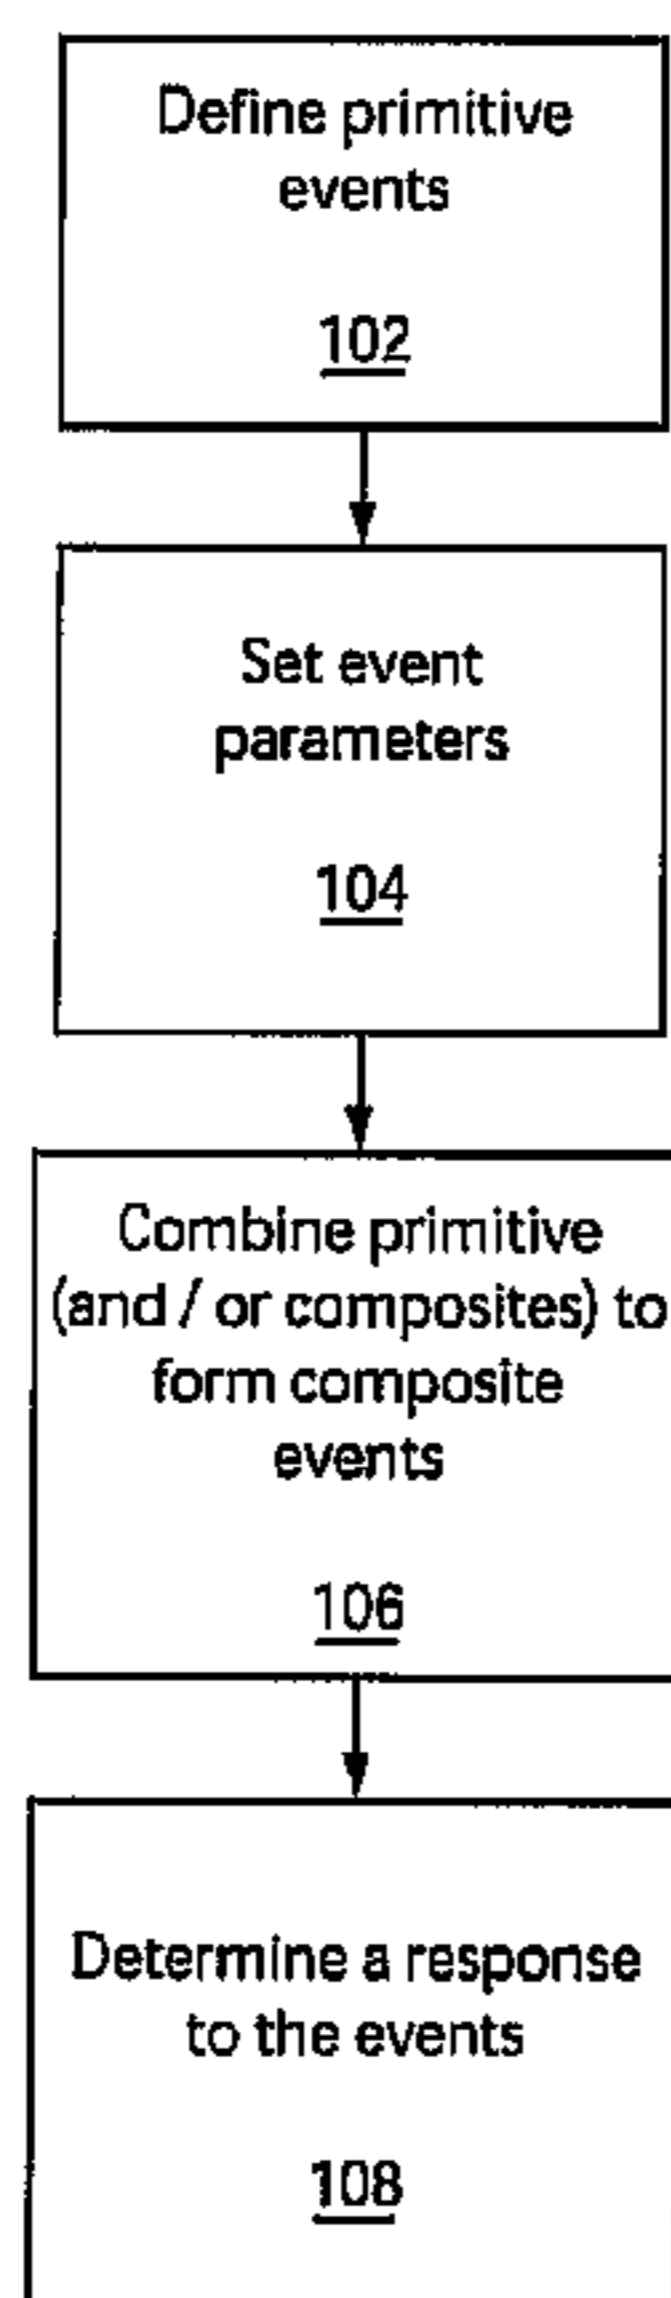 Define primitive
events
102
Set event
parameters
104
Combine primitive
(and / or composites) to
form composite
events
106
Determine a response
to the events
108